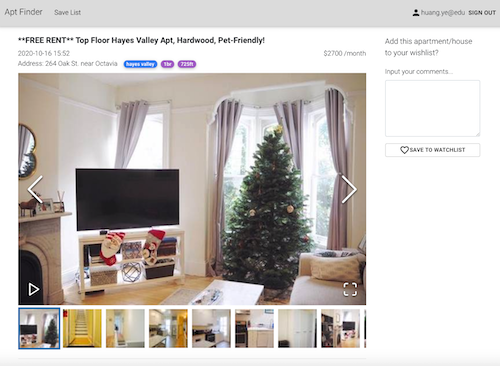 Apt Finder Save List huang.ye@edu SIGN OUT
**FREE RENT** Top Floor Hayes Valley Apt, Hardwood, Pet-Friendly!
2020-10-16 15:52 $2700 /month
Address: 264 Oak St. near Octavia hayes valley 1br 725ft
Add this apartment/house
to your wishlist?
Input your comments...
SAVE TO WATCHLIST